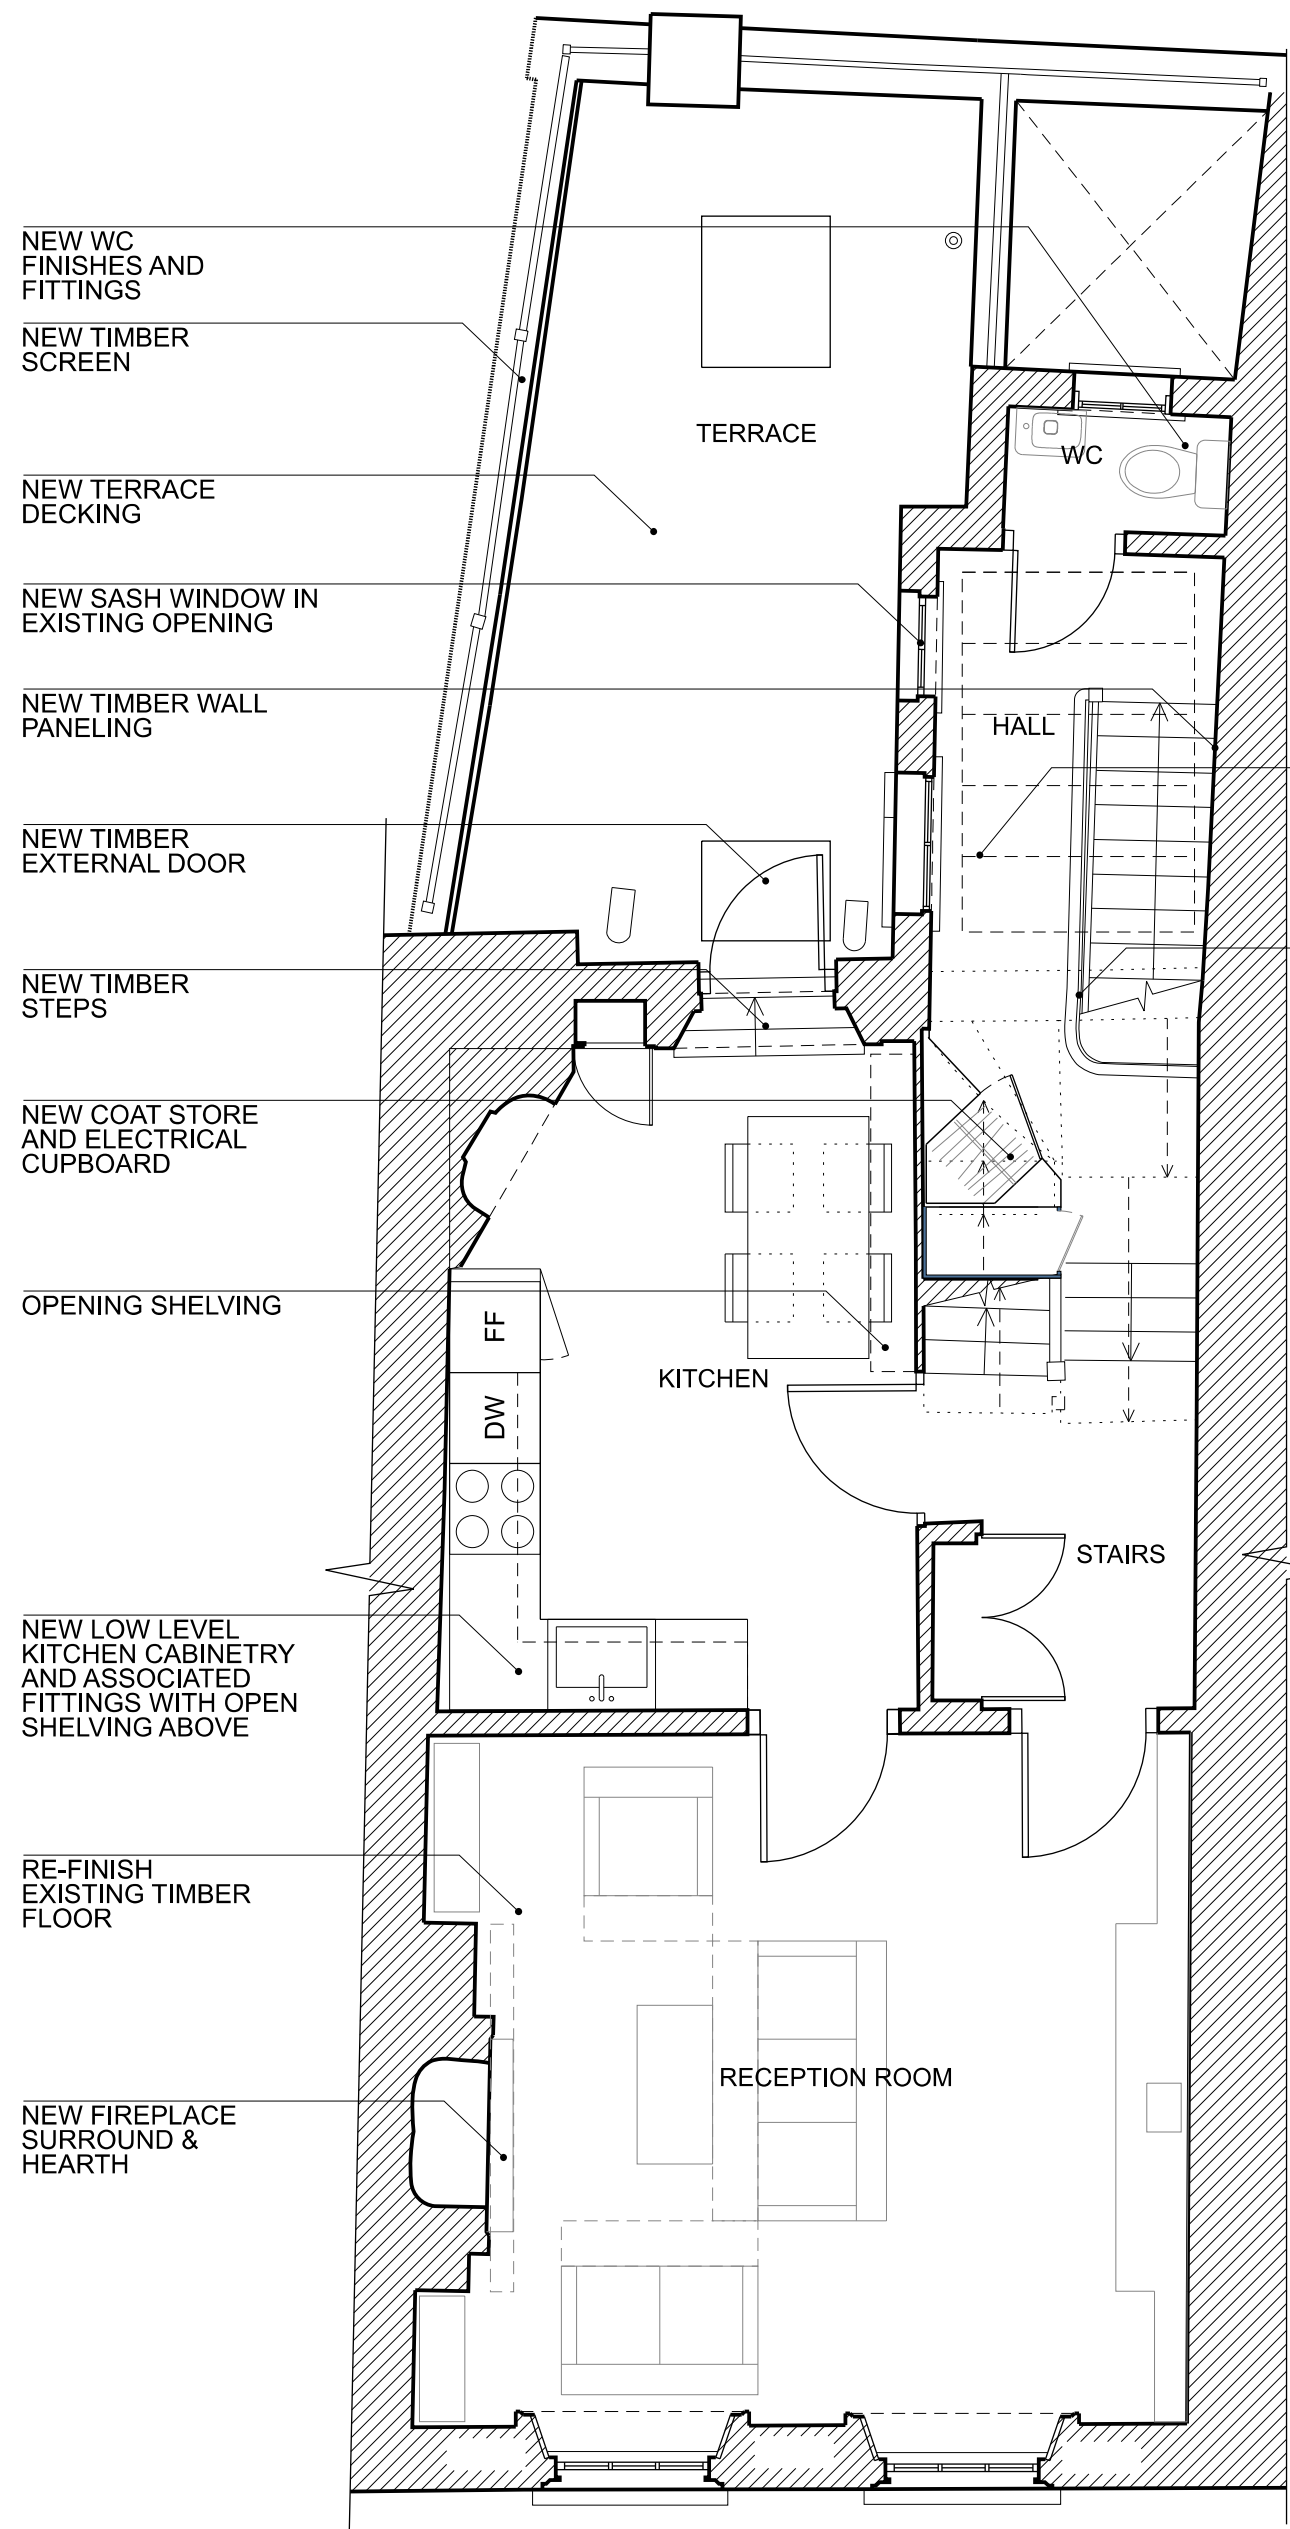 NEW WC
FINISHES AND
FITTINGS
NEW TIMBER
SCREEN
TERRACE
WC
NEW TERRACE
DECKING
NEW SASH WINDOW IN
EXISTING OPENING
NEW TIMBER WALL
PANELING
HALL
NEW TIMBER
EXTERNAL DOOR
NEW TIMBER
STEPS
NEW COAT STORE
AND ELECTRICAL
CUPBOARD
OPENING SHELVING
FF
KITCHEN
DW
STAIRS
NEW LOW LEVEL
KITCHEN CABINETRY
AND ASSOCIATED
FITTINGS WITH OPEN
SHELVING ABOVE
RE-FINISH
EXISTING TIMBER
FLOOR
RECEPTION ROOM
NEW FIREPLACE
SURROUND &
HEARTH